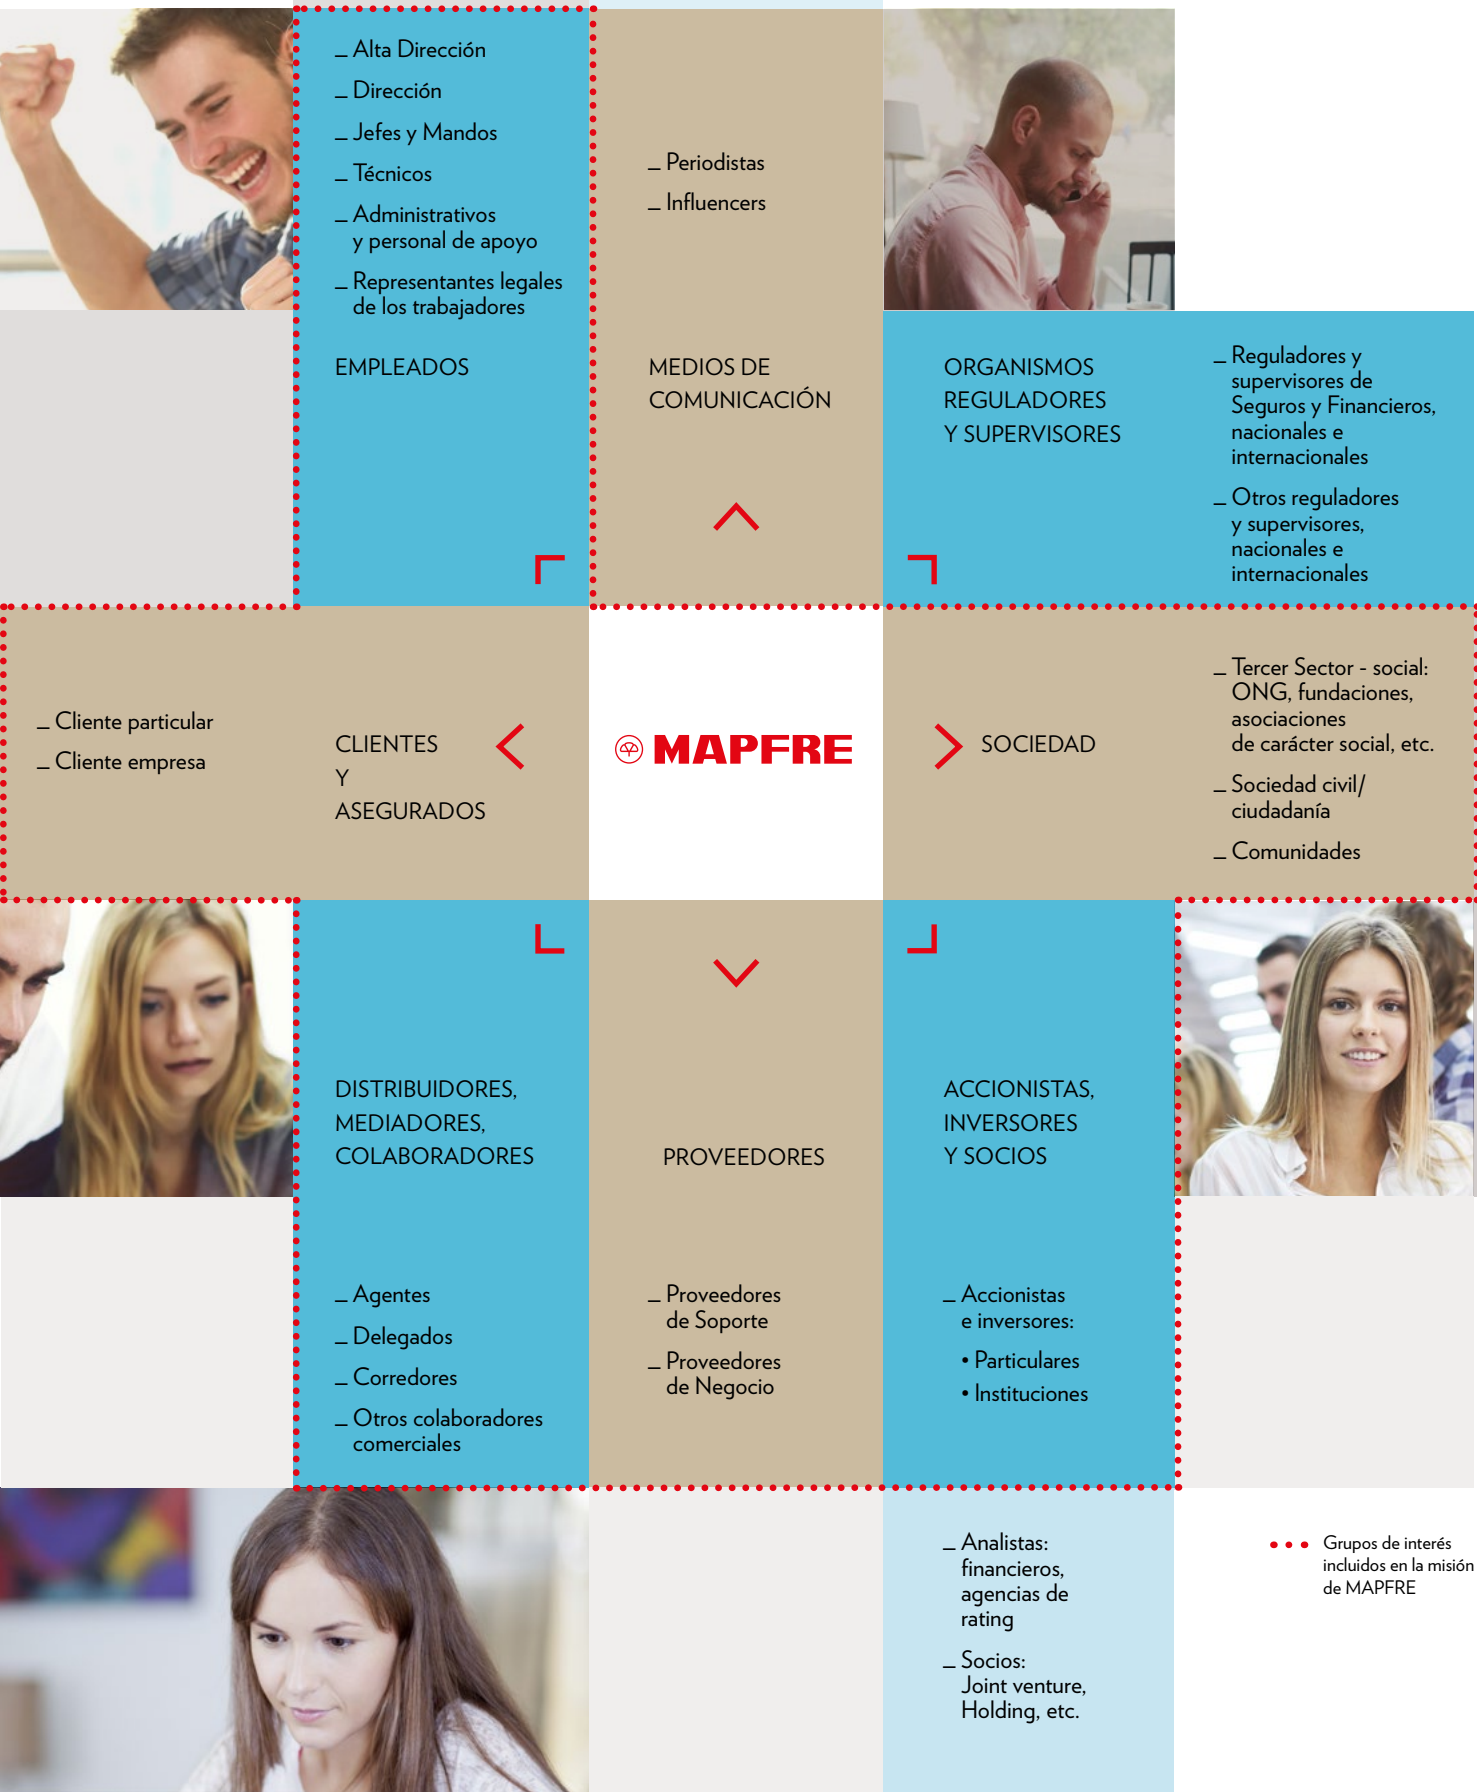 _ Alta Dirección
_ Dirección
_ Jefes y Mandos
_ Técnicos
_ Administrativos
y personal de apoyo
_ Representantes legales
de los trabajadores
EMPLEADOS
_ Periodistas
_ Influencers
MEDIOS DE
COMUNICACIÓN
ORGANISMOS
REGULADORES
Y SUPERVISORES
_ Reguladores y
supervisores de
Seguros y Financieros,
nacionales e
internacionales
_ Otros reguladores
y supervisores,
nacionales e
internacionales
_ Cliente particular
_ Cliente empresa
CLIENTES
Y
ASEGURADOS
MAPFRE
SOCIEDAD
_ Tercer Sector - social:
ONG, fundaciones,
asociaciones
de carácter social, etc.
_ Sociedad civil/
ciudadanía
_ Comunidades
DISTRIBUIDORES,
MEDIADORES,
COLABORADORES
_ Agentes
_ Delegados
_ Corredores
_ Otros colaboradores
comerciales
PROVEEDORES
_ Proveedores
de Soporte
_ Proveedores
de Negocio
ACCIONISTAS,
INVERSORES
Y SOCIOS
_ Accionistas
e inversores:
• Particulares
• Instituciones
_ Analistas:
financieros,
agencias de
rating
_ Socios:
Joint venture,
Holding, etc.
Grupos de interés
incluidos en la misión
de MAPFRE